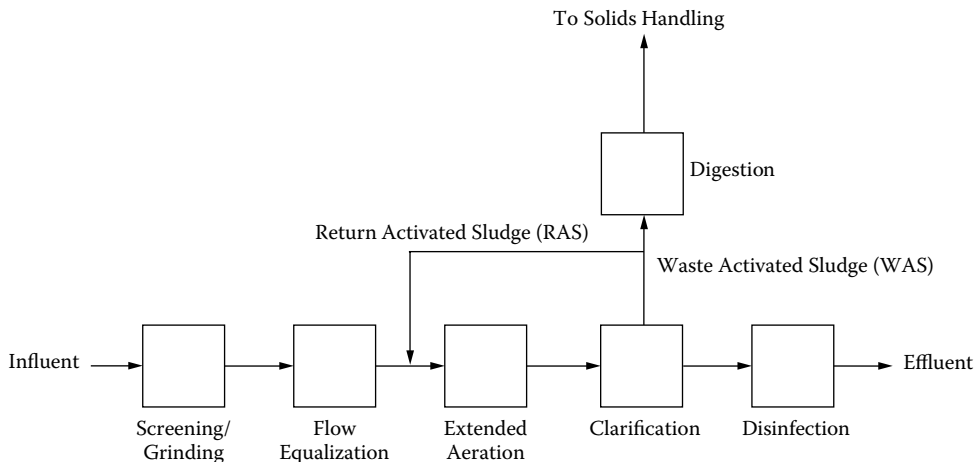 To Solids Handling
Digestion
Return Activated Sludge (RAS)
Waste Activated Sludge (WAS)
Influent
Effluent
Screening/
Grinding
Flow
Equalization
Extended
Aeration
Clarification
Disinfection